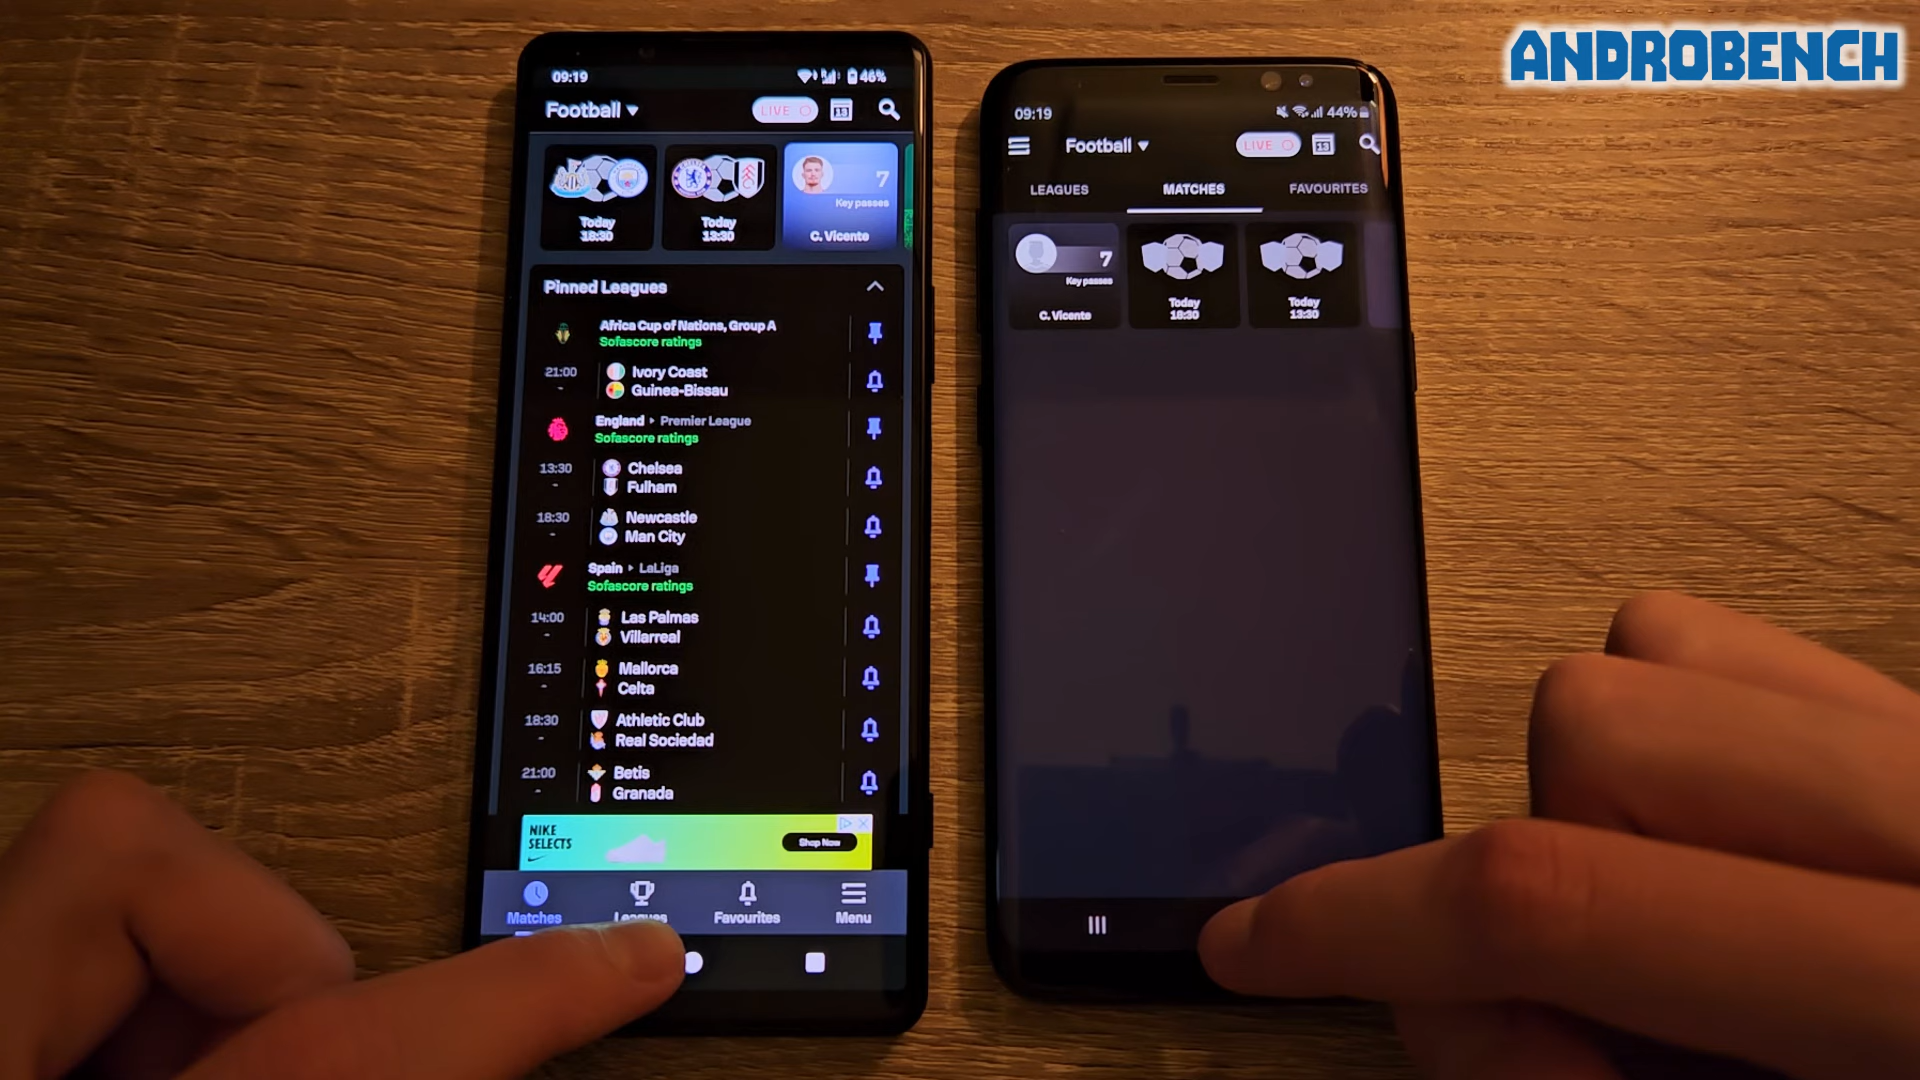 ANDROBENCH
09:19
46%
Football
LIVE
13
Today
18:30
Today
13:30
7
Key passes
C. Vicente
Pinned Leagues
Africa Cup of Nations, Group A
Sofascore ratings
21:00
-
Ivory Coast
Guinea-Bissau
England Premier League
Sofascore ratings
13:30
-
Chelsea
Fulham
18:30
-
Newcastle
Man City
Spain LaLiga
Sofascore ratings
14:00
-
Las Palmas
Villarreal
16:15
-
Mallorca
Celta
18:30
-
Athletic Club
Real Sociedad
21:00
-
Betis
Granada
NIKE
SELECTS
Shop Now
Matches
Leagues
Favourites
Menu
09:19
44%
Football
LIVE
13
LEAGUES
MATCHES
FAVOURITES
7
Key passes
C. Vicente
Today
18:30
Today
13:30